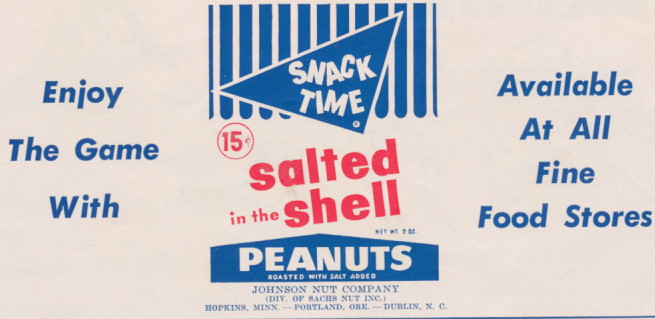 Enjoy
The Game
With
SNACK
TIME
®
15¢
salted
in the shell
NET WT. 2 OZ.
PEANUTS
ROASTED WITH SALT ADDED
JOHNSON NUT COMPANY
(DIV. OF SACHS NUT INC.)
HOPKINS, MINN. — PORTLAND, ORE. — DURLIN, N. C.
Available
At All
Fine
Food Stores